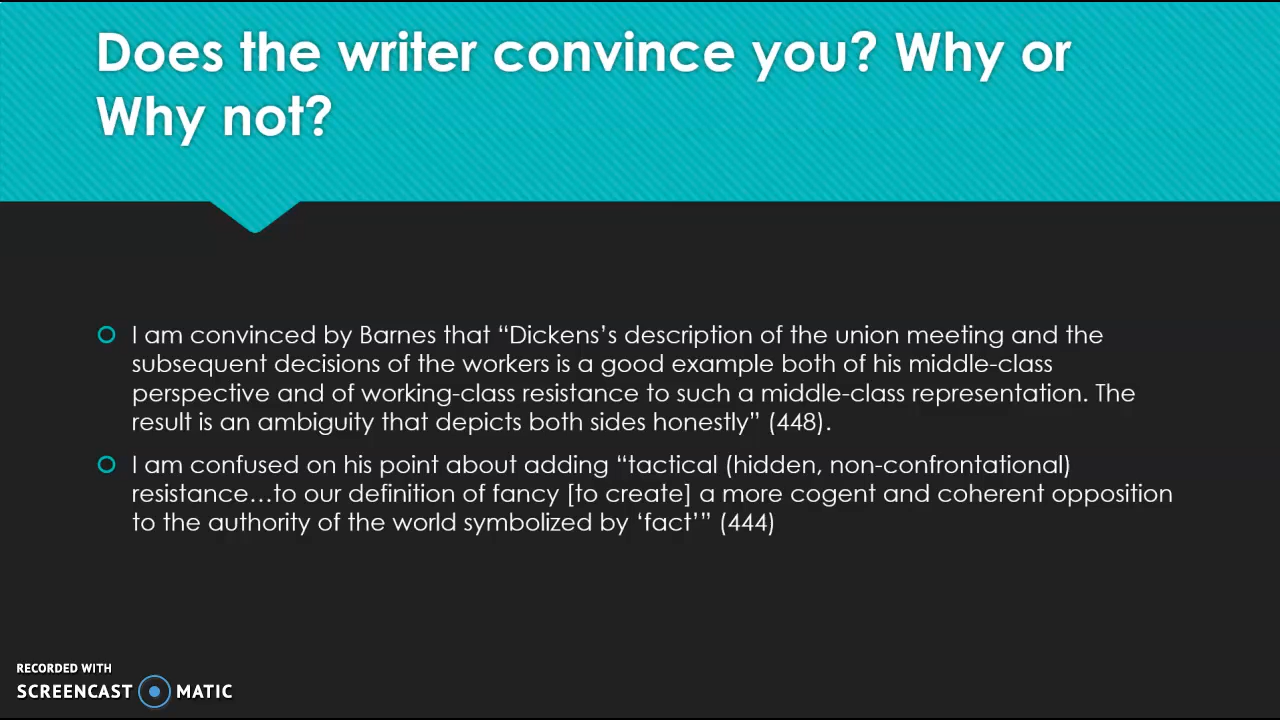 Does the writer convince you? Why or
Why not?
I am convinced by Barnes that “Dickens’s description of the union meeting and the
subsequent decisions of the workers is a good example both of his middle-class
perspective and of working-class resistance to such a middle-class representation. The
result is an ambiguity that depicts both sides honestly” (448).
I am confused on his point about adding “tactical (hidden, non-confrontational)
resistance…to our definition of fancy [to create] a more cogent and coherent opposition
to the authority of the world symbolized by ‘fact’” (444)
RECORDED WITH
SCREENCAST MATIC